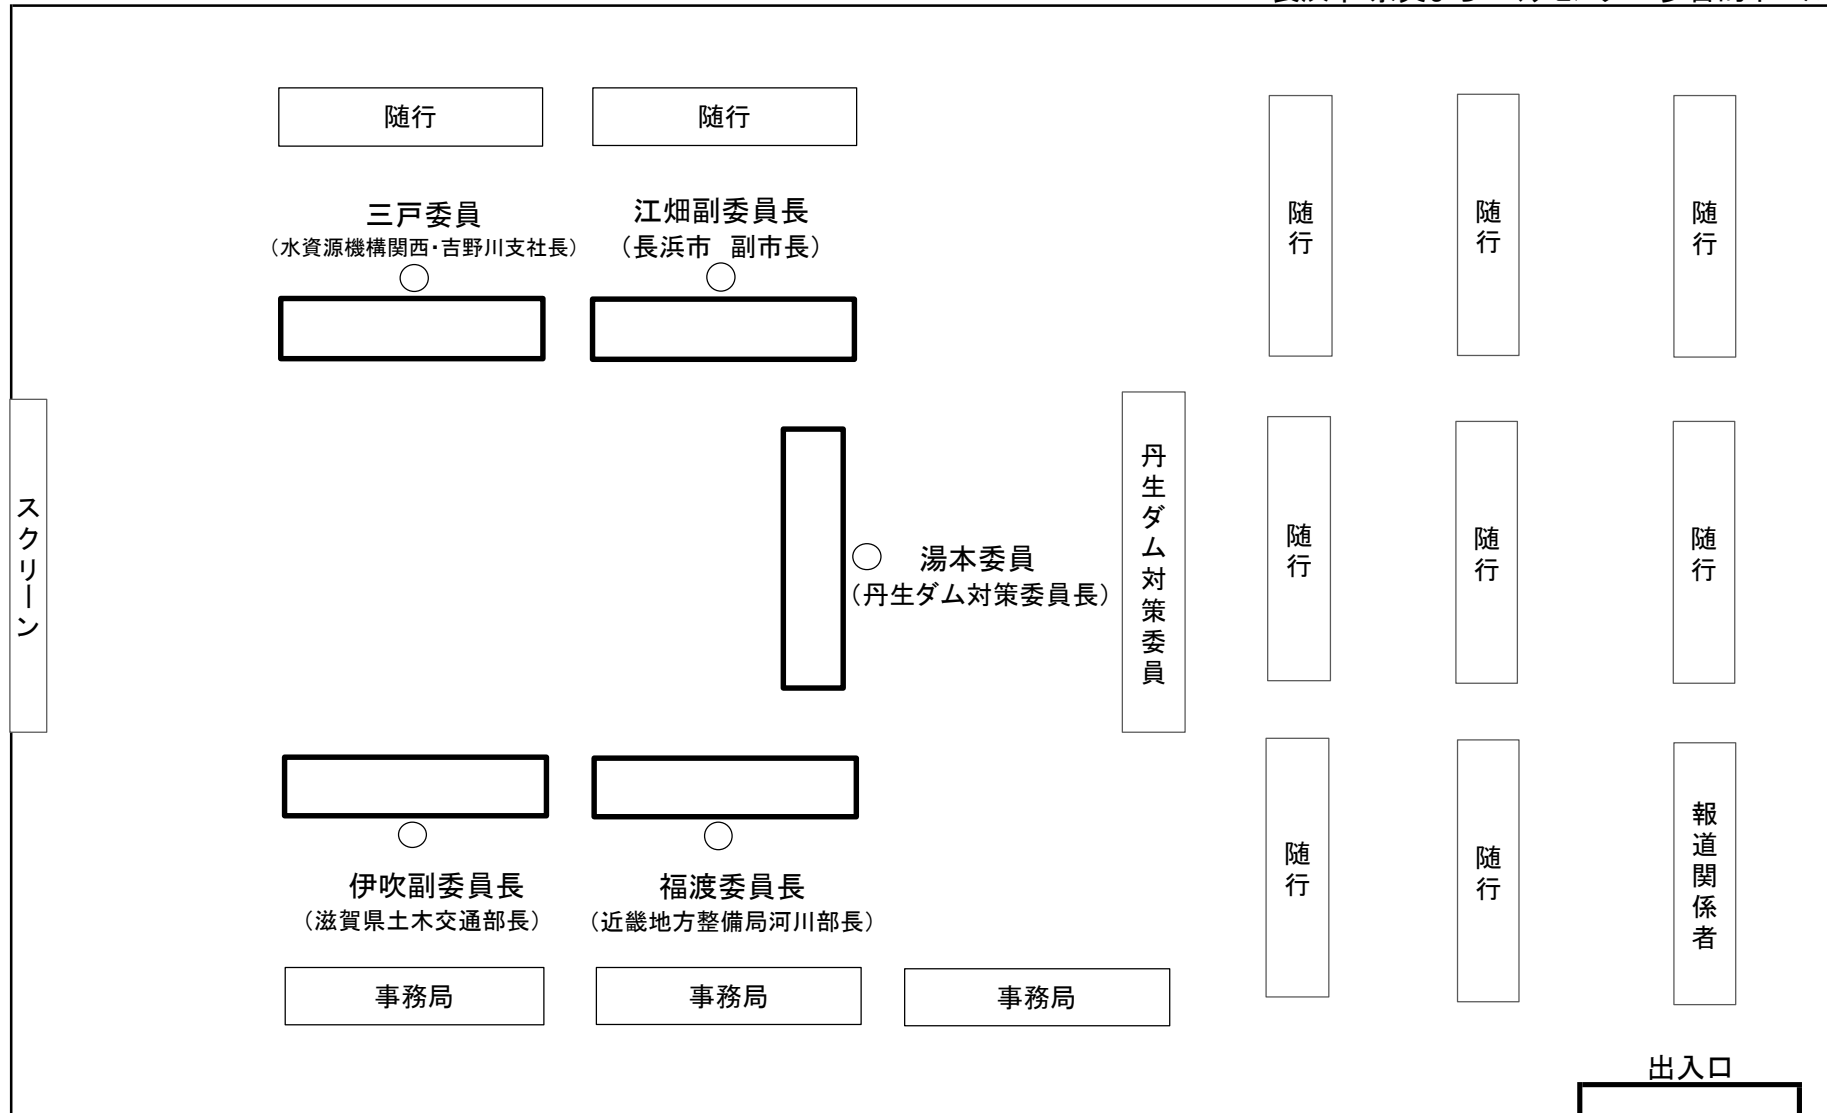 随行
随行
三戸委員
（水資源機構関西・吉野川支社長）
江畑副委員長
（長浜市　副市長）
随行
随行
随行
スクリーン
湯本委員
（丹生ダム対策委員長）
丹生ダム対策委員
随行
随行
随行
伊吹副委員長
（滋賀県土木交通部長）
福渡委員長
（近畿地方整備局河川部長）
随行
随行
報道関係者
事務局
事務局
事務局
出入口